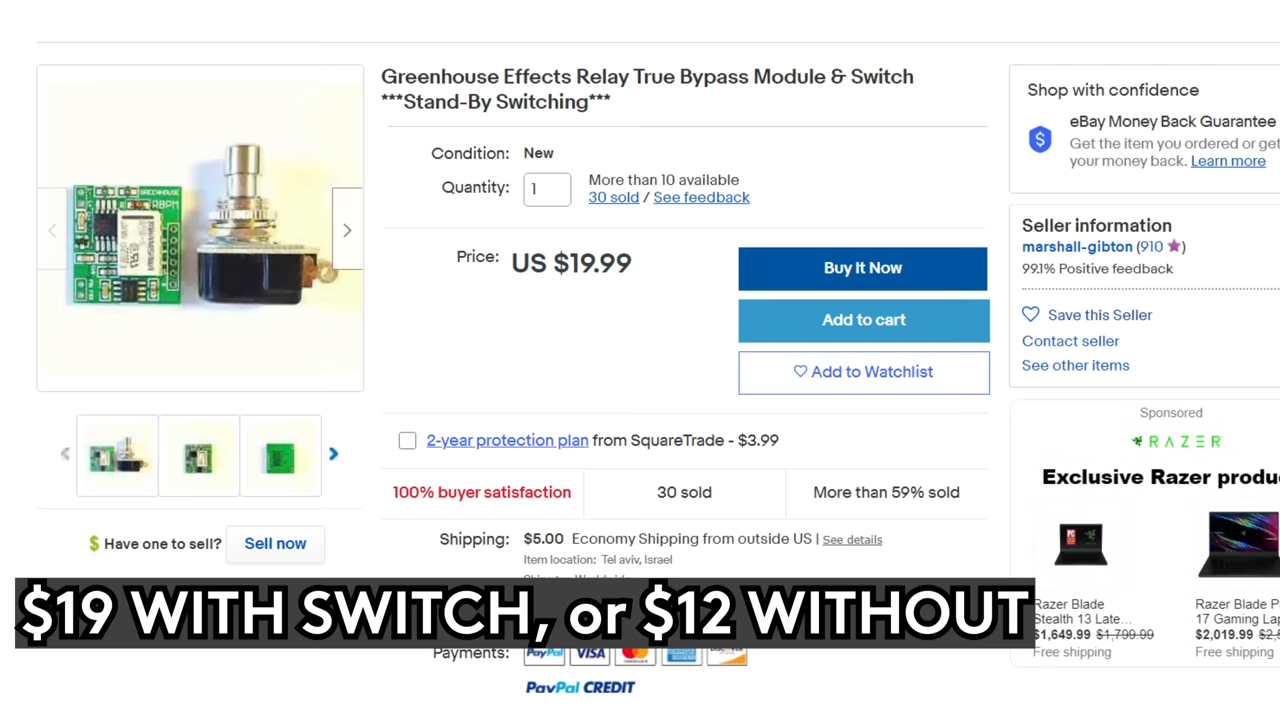 Greenhouse Effects Relay True Bypass Module & Switch
***Stand-By Switching***
Condition: New
Quantity: 1
More than 10 available
30 sold / See feedback
Price: US $19.99
Buy It Now
Add to cart
Add to Watchlist
2-year protection plan from SquareTrade - $3.99
100% buyer satisfaction
30 sold
More than 59% sold
Shipping: $5.00 Economy Shipping from outside US | See details
Item location: Tel aviv, Israel
GREENHOUSE
RBPM
Have one to sell? Sell now
$19 WITH SWITCH, or $12 WITHOUT
Payments: PayPal VISA
PayPal CREDIT
Shop with confidence
eBay Money Back Guarantee
Get the item you ordered or get
your money back. Learn more
Seller information
marshall-gibton (910)
99.1% Positive feedback
Save this Seller
Contact seller
See other items
Sponsored
RAZER
Exclusive Razer produ
Razer Blade
Stealth 13 Late...
$1,649.99 $1,799.99
Free shipping
Razer Blade P
17 Gaming La
$2,019.99
Free shipping